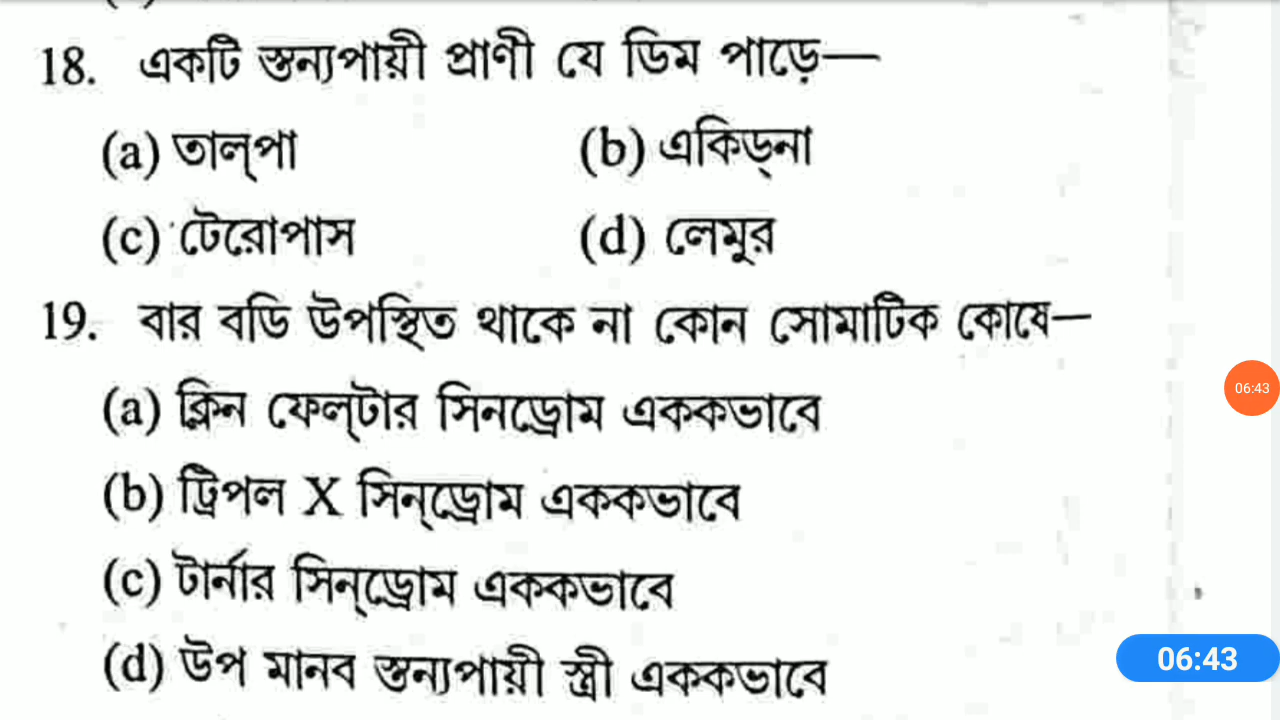 18. একটি স্তন্যপায়ী প্রাণী যে ডিম পাড়ে—
(a) তাল্‌পা (b) একিড্‌না
(c) টেরোপাস (d) লেমুর
19. বার বডি উপস্থিত থাকে না কোন সোমাটিক কোষে—
(a) ক্লিন ফেল্‌টার সিনড্রোম এককভাবে
06:43
(b) ট্রিপল X সিন্‌ড্রোম এককভাবে
(c) টার্নার সিন্‌ড্রোম এককভাবে
(d) উপ মানব স্তন্যপায়ী স্ত্রী এককভাবে
06:43